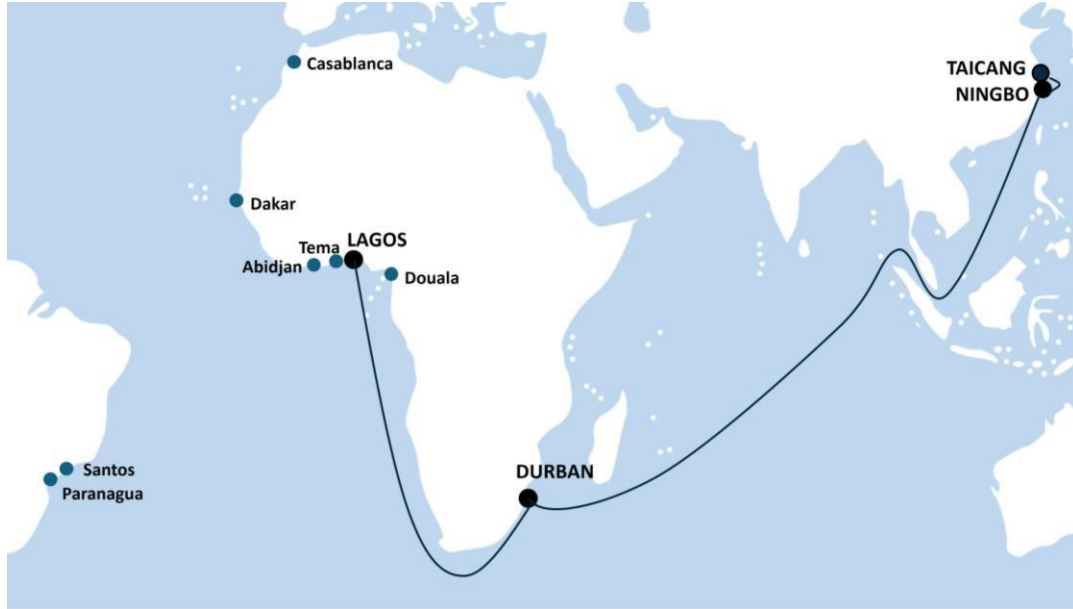 Casablanca
TAICANG
NINGBO
Dakar
LAGOS
Tema
Abidjan
Douala
DURBAN
Santos
Paranagua